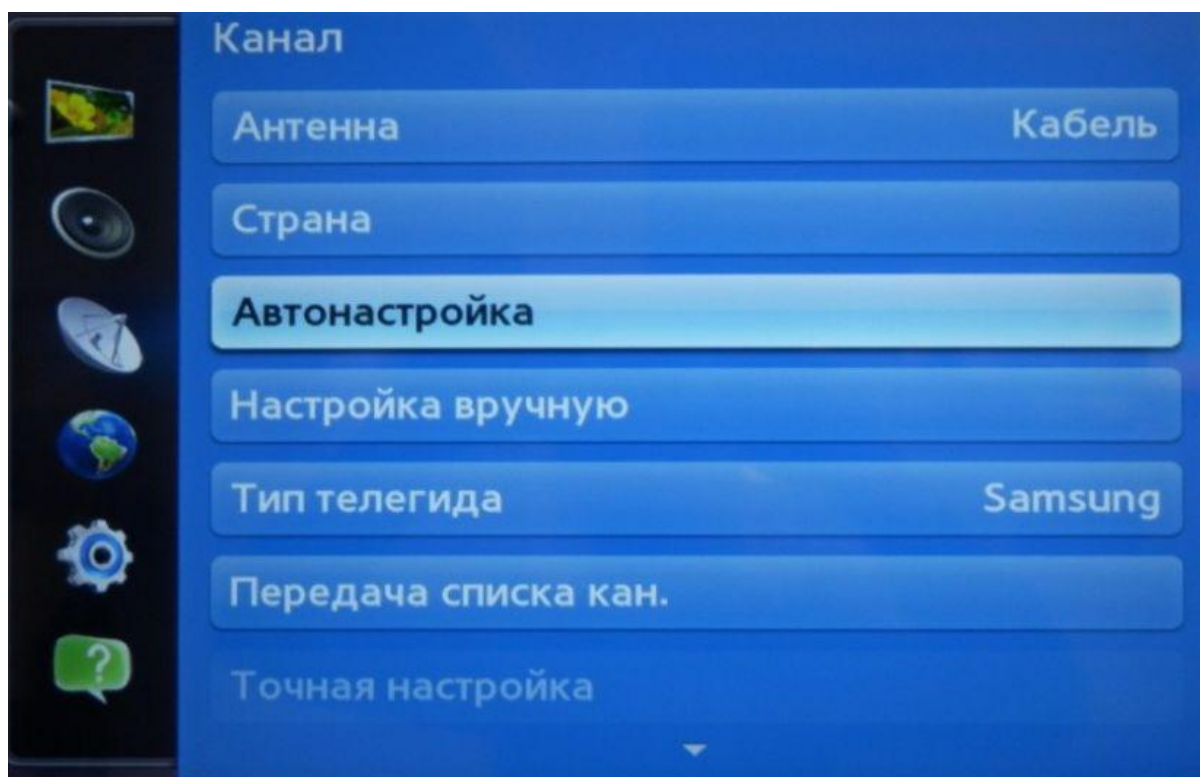 Канал
Антенна Кабель
Страна
Автонастройка
Настройка вручную
Тип телегида Samsung
Передача списка кан.
Точная настройка
?